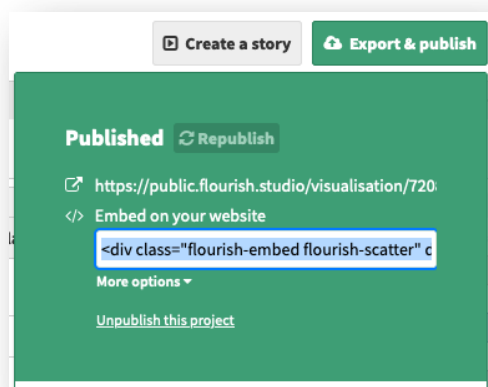 Create a story
Export & publish
Published
Republish
https://public.flourish.studio/visualisation/720
Embed on your website
<div class="flourish-embed flourish-scatter" d
More options
Unpublish this project